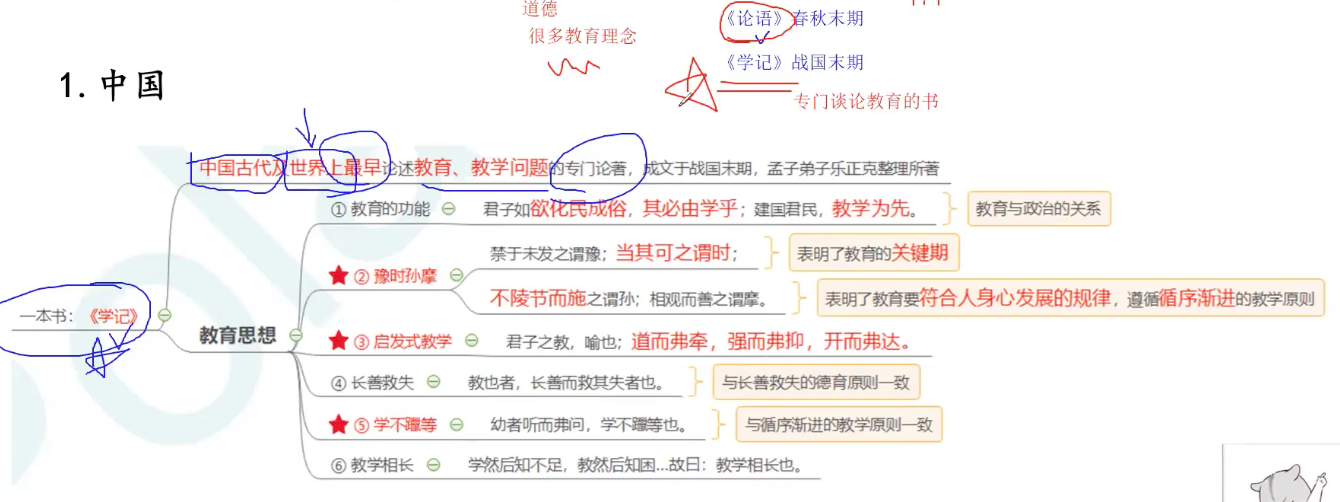 道德
很多教育理念
《论语》春秋末期
《学记》战国末期
专门谈论教育的书
1. 中国
中国古代及世界上最早论述教育、教学问题的专门论著，成文于战国末期，孟子弟子乐正克整理所著
一本书：《学记》
教育思想
① 教育的功能
君子如欲化民成俗，其必由学乎；建国君民，教学为先。
教育与政治的关系
② 豫时孙摩
禁于未发之谓豫；当其可之谓时；
表明了教育的关键期
不陵节而施之谓孙；相观而善之谓摩。
表明了教育要符合人身心发展的规律，遵循循序渐进的教学原则
③ 启发式教学
君子之教，喻也；道而弗牵，强而弗抑，开而弗达。
④ 长善救失
教也者，长善而救其失者也。
与长善救失的德育原则一致
⑤ 学不躐等
幼者听而弗问，学不躐等也。
与循序渐进的教学原则一致
⑥ 教学相长
学然后知不足，教然后知困...故曰：教学相长也。